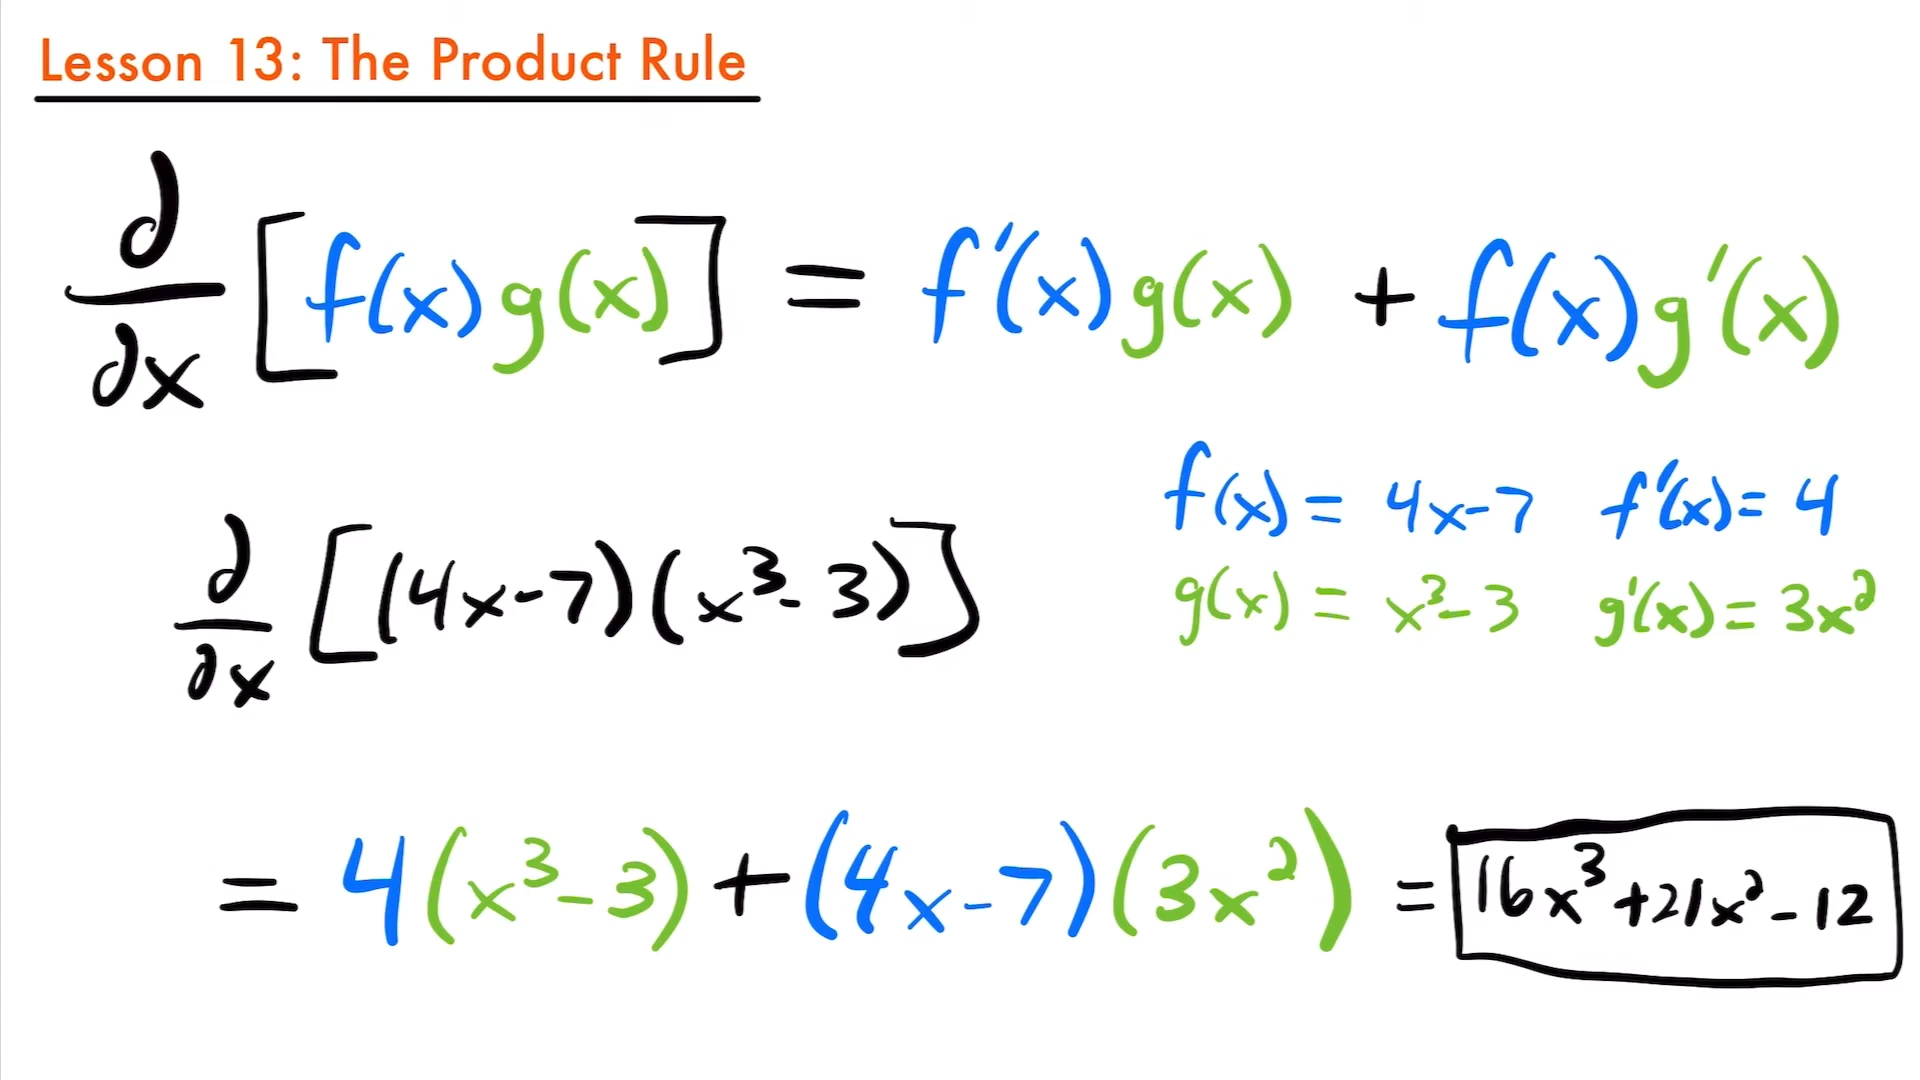 Lesson 13: The Product Rule
∂/∂x [f(x)g(x)] = f'(x)g(x) + f(x)g'(x)
f(x) = 4x-7 f'(x) = 4
g(x) = x³-3 g'(x) = 3x²
∂/∂x [(4x-7)(x³-3)]
= 4(x³-3)+(4x-7)(3x²) = 16x³+21x²-12